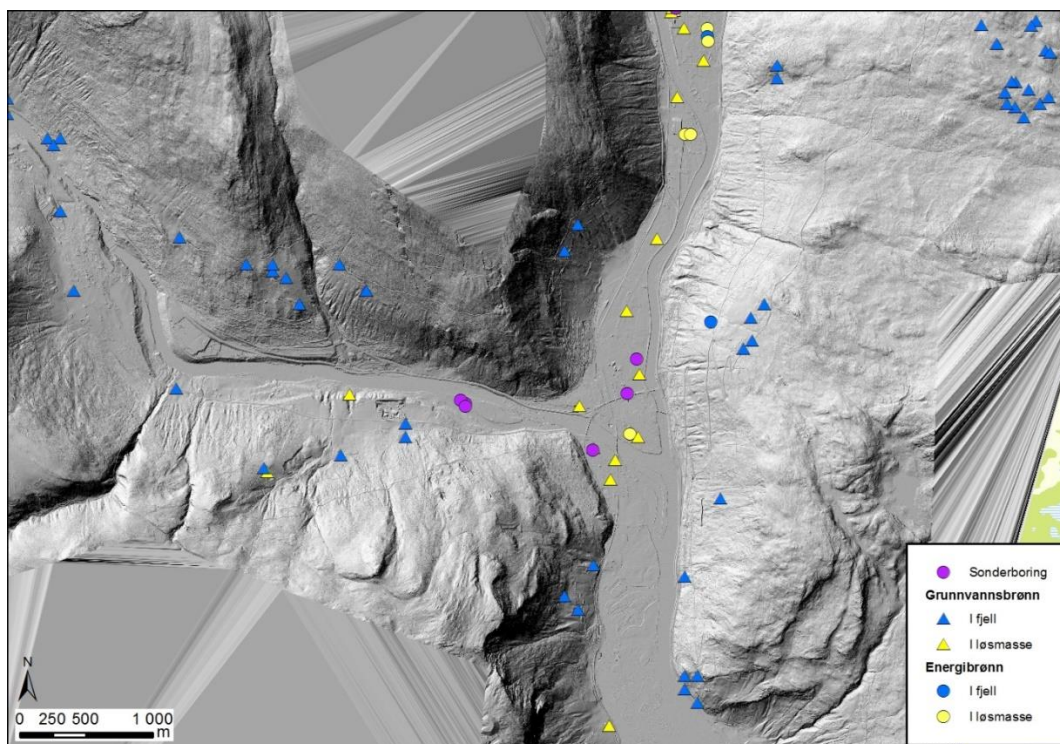 Sonderboring
Grunnvannsbrønn
I fjell
I løsmasse
Energibrønn
I fjell
I løsmasse
N
0 250 500 1 000
m